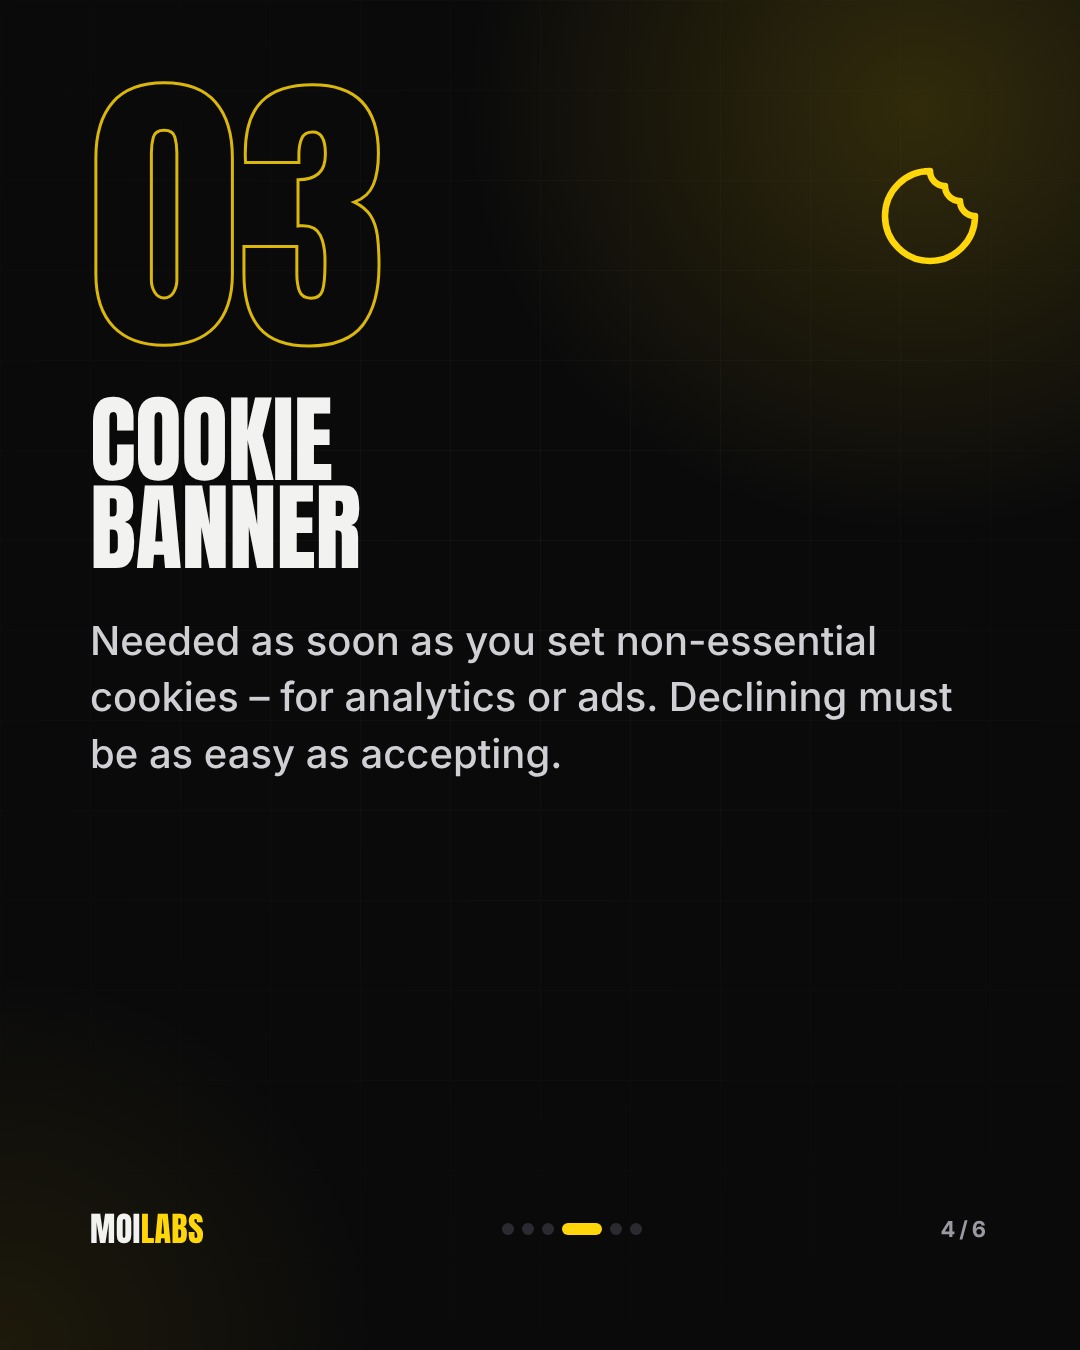 03
COOKIE
BANNER
Needed as soon as you set non-essential
cookies – for analytics or ads. Declining must
be as easy as accepting.
MOILABS
4 / 6